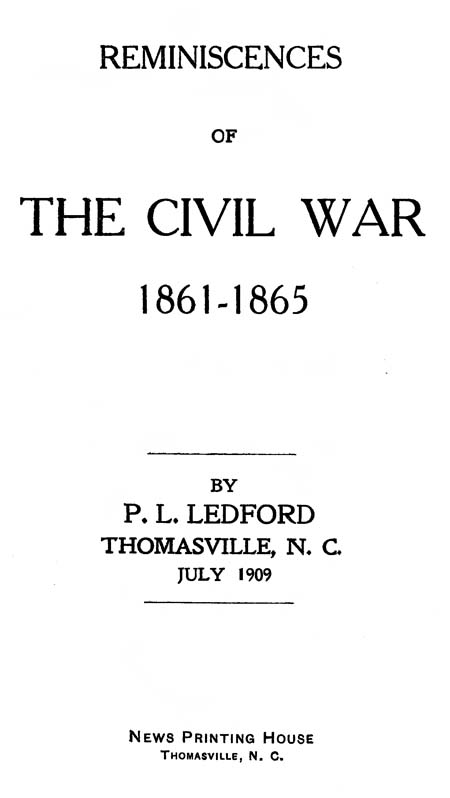 REMINISCENCES
OF
THE CIVIL WAR
1861-1865
BY
P. L. LEDFORD
THOMASVILLE, N. C.
JULY 1909
NEWS PRINTING HOUSE
THOMASVILLE, N. C.